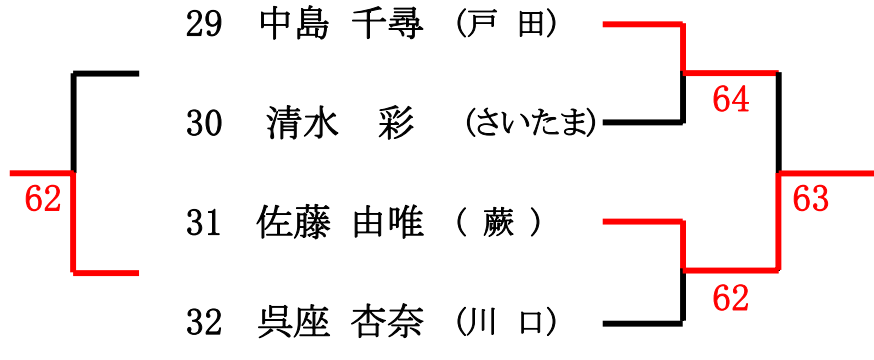 29 中島 千尋 (戸 田)
64
30 清水 彩 (さいたま)
62
63
31 佐藤 由唯 ( 蕨 )
62
32 呉座 杏奈 (川 口)